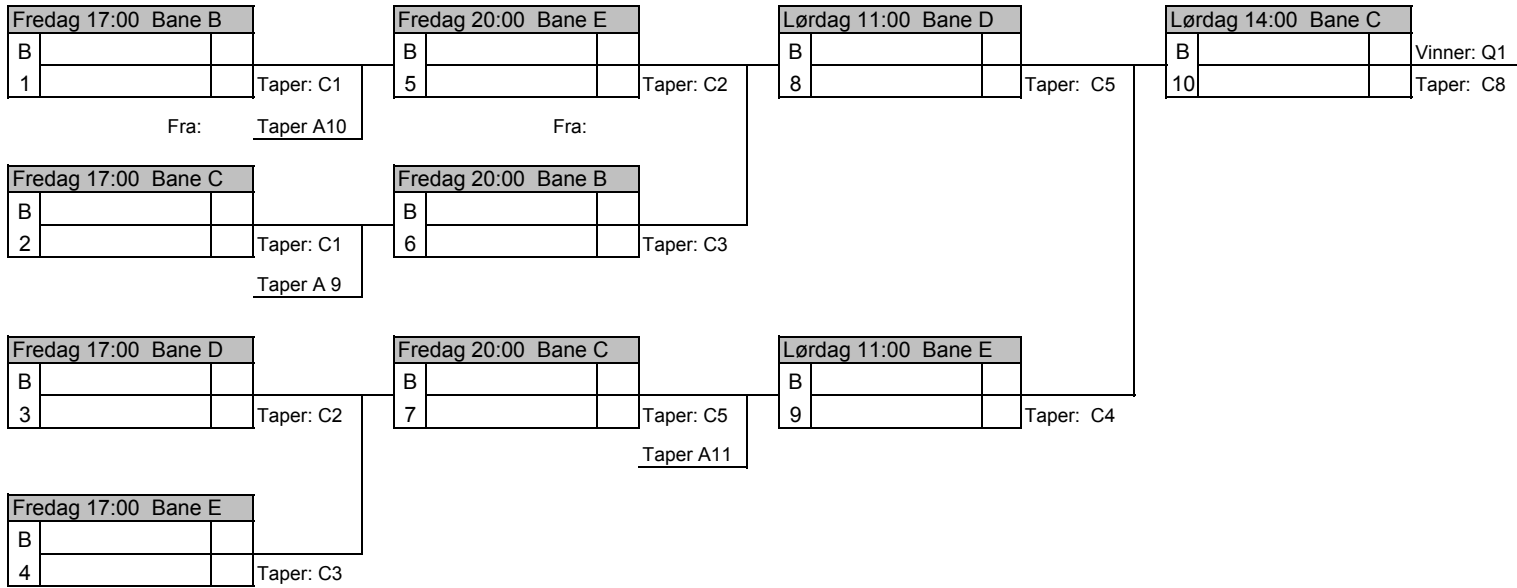 Fredag 17:00 Bane B
Fredag 20:00 Bane E
Lørdag 11:00 Bane D
Lørdag 14:00 Bane C
B
B
B
B
Vinner: Q1
1
Taper: C1
5
Taper: C2
8
Taper: C5
10
Taper: C8
Fra:
Taper A10
Fra:
Fredag 17:00 Bane C
Fredag 20:00 Bane B
B
B
2
Taper: C1
6
Taper: C3
Taper A 9
Fredag 17:00 Bane D
Fredag 20:00 Bane C
Lørdag 11:00 Bane E
B
B
B
3
Taper: C2
7
Taper: C5
9
Taper: C4
Taper A11
Fredag 17:00 Bane E
B
4
Taper: C3